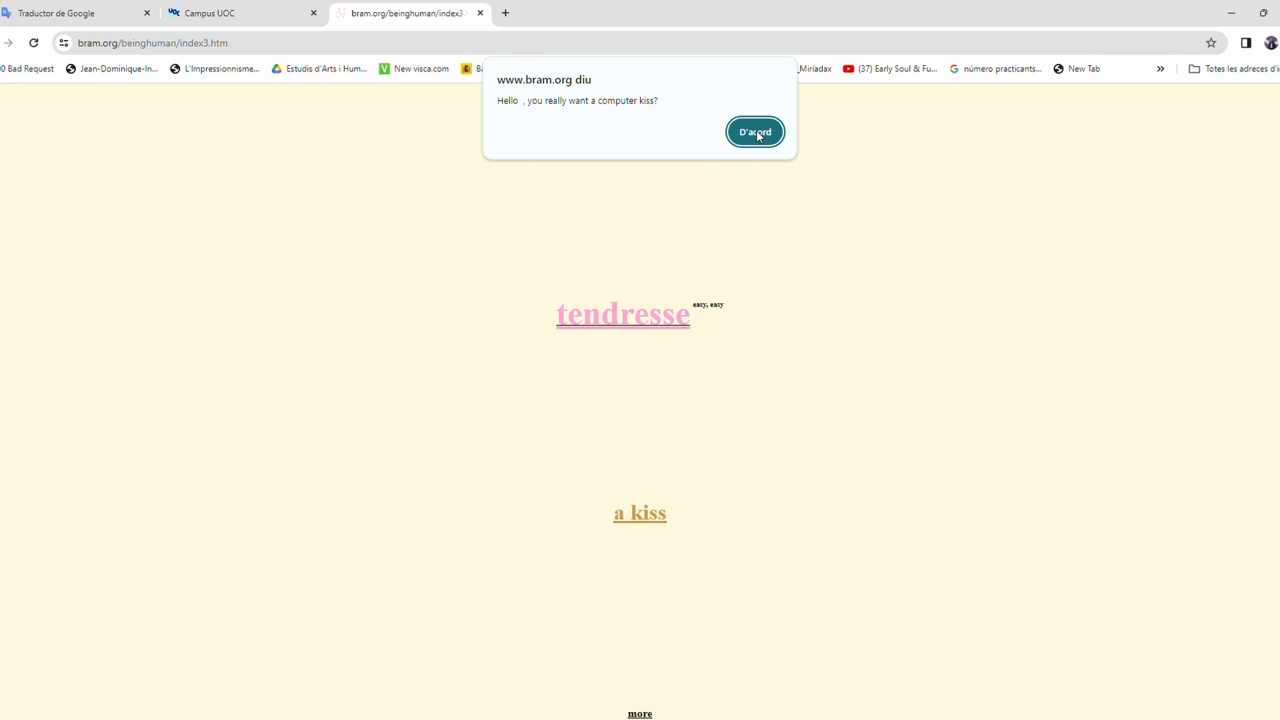 Traductor de Google
Campus UOC
bram.org/beinghuman/index3.
bram.org/beinghuman/index3.htm
0 Bad Request
Jean-Dominique-In...
L'Impressionnisme...
Estudis d'Arts i Hum...
New visca.com
Miríadax
(37) Early Soul & Fu...
número practicants...
New Tab
»
Totes les adreces d'i
www.bram.org diu
Hello , you really want a computer kiss?
D'acord
tendresse easy, easy
a kiss
more